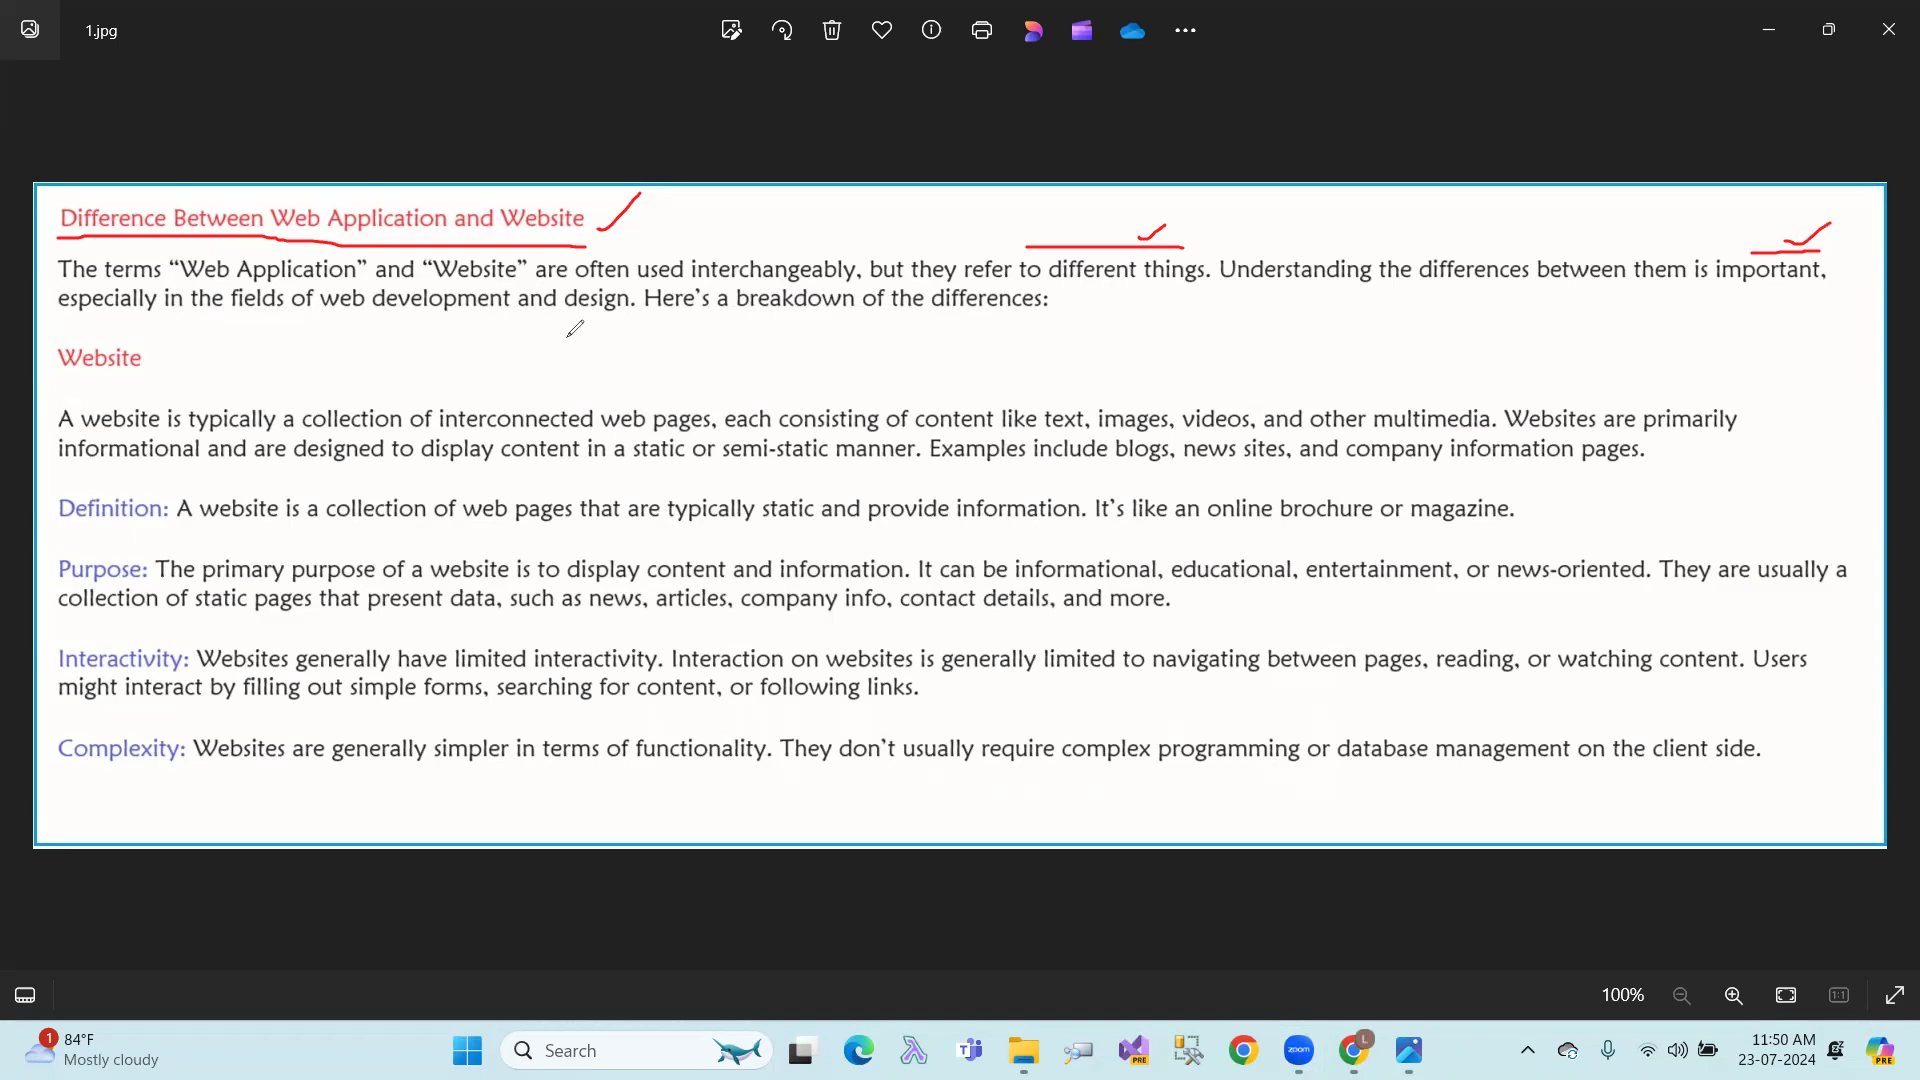 1.jpg
Difference Between Web Application and Website
The terms “Web Application” and “Website” are often used interchangeably, but they refer to different things. Understanding the differences between them is important,
especially in the fields of web development and design. Here’s a breakdown of the differences:
Website
A website is typically a collection of interconnected web pages, each consisting of content like text, images, videos, and other multimedia. Websites are primarily
informational and are designed to display content in a static or semi-static manner. Examples include blogs, news sites, and company information pages.
Definition: A website is a collection of web pages that are typically static and provide information. It’s like an online brochure or magazine.
Purpose: The primary purpose of a website is to display content and information. It can be informational, educational, entertainment, or news-oriented. They are usually a
collection of static pages that present data, such as news, articles, company info, contact details, and more.
Interactivity: Websites generally have limited interactivity. Interaction on websites is generally limited to navigating between pages, reading, or watching content. Users
might interact by filling out simple forms, searching for content, or following links.
Complexity: Websites are generally simpler in terms of functionality. They don’t usually require complex programming or database management on the client side.
100%
1:1
1
84°F
Mostly cloudy
Search
T
PRE
zoom
L
11:50 AM
23-07-2024
PRE